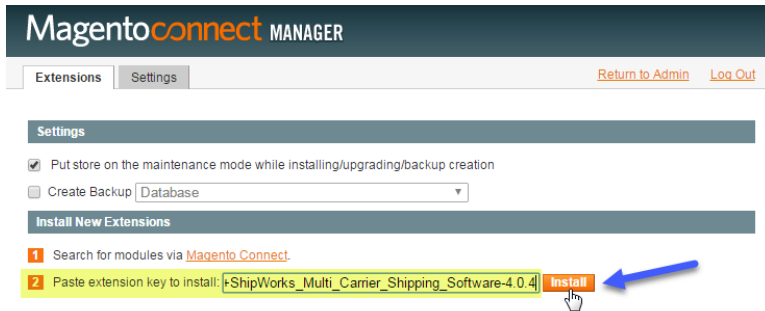 Magentoconnect MANAGER
Extensions Settings Return to Admin Log Out
Settings
Put store on the maintenance mode while installing/upgrading/backup creation
Create Backup Database
Install New Extensions
1 Search for modules via Magento Connect.
2 Paste extension key to install: ShipWorks_Multi_Carrier_Shipping_Software-4.0.4 Install